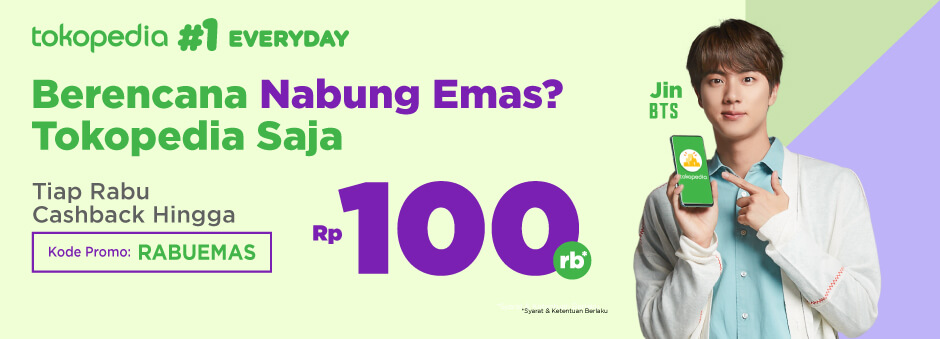 tokopedia #1 EVERYDAY
Berencana Nabung Emas?
Tokopedia Saja
Tiap Rabu
Cashback Hingga
Kode Promo: RABUEMAS
Rp 100 rb*
*Syarat & Ketentuan Berlaku
Jin
BTS
tokopedia